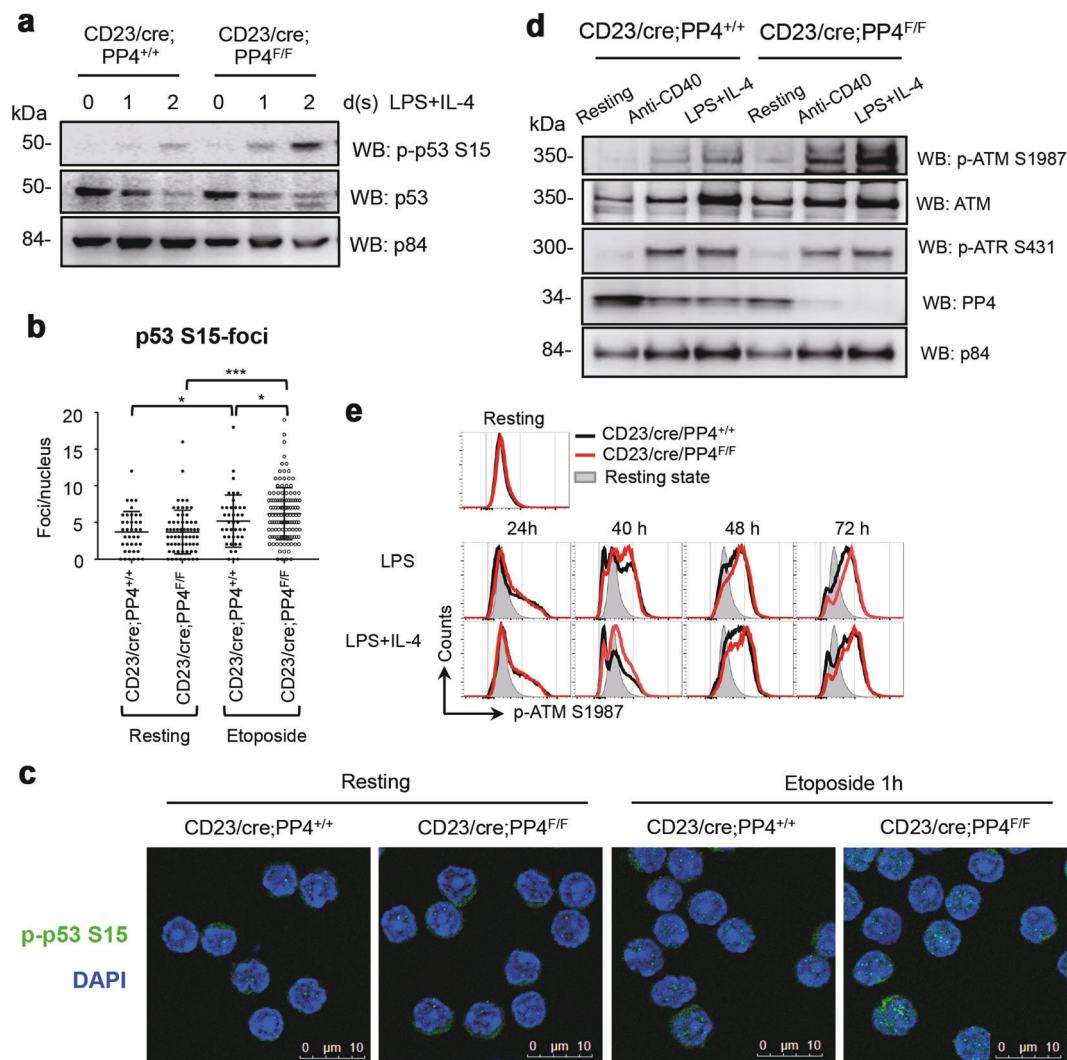 a
CD23/cre; PP4+/+
CD23/cre; PP4F/F
kDa
0 1 2 0 1 2 d(s) LPS+IL-4
50-
WB: p-p53 S15
50-
WB: p53
84-
WB: p84
b
p53 S15-foci
***
* *
Foci/nucleus
20
15
10
5
0
CD23/cre;PP4+/+
CD23/cre;PP4F/F
CD23/cre;PP4+/+
CD23/cre;PP4F/F
Resting Etoposide
d
CD23/cre;PP4+/+ CD23/cre;PP4F/F
Resting Anti-CD40 LPS+IL-4 Resting Anti-CD40 LPS+IL-4
kDa
350-
WB: p-ATM S1987
350-
WB: ATM
300-
WB: p-ATR S431
34-
WB: PP4
84-
WB: p84
e
Resting
CD23/cre/PP4+/+
CD23/cre/PP4F/F
Resting state
24h 40 h 48 h 72 h
LPS
LPS+IL-4
Counts
p-ATM S1987
c
Resting Etoposide 1h
CD23/cre;PP4+/+ CD23/cre;PP4F/F CD23/cre;PP4+/+ CD23/cre;PP4F/F
p-p53 S15
DAPI
0 µm 10
0 µm 10
0 µm 10
0 µm 10